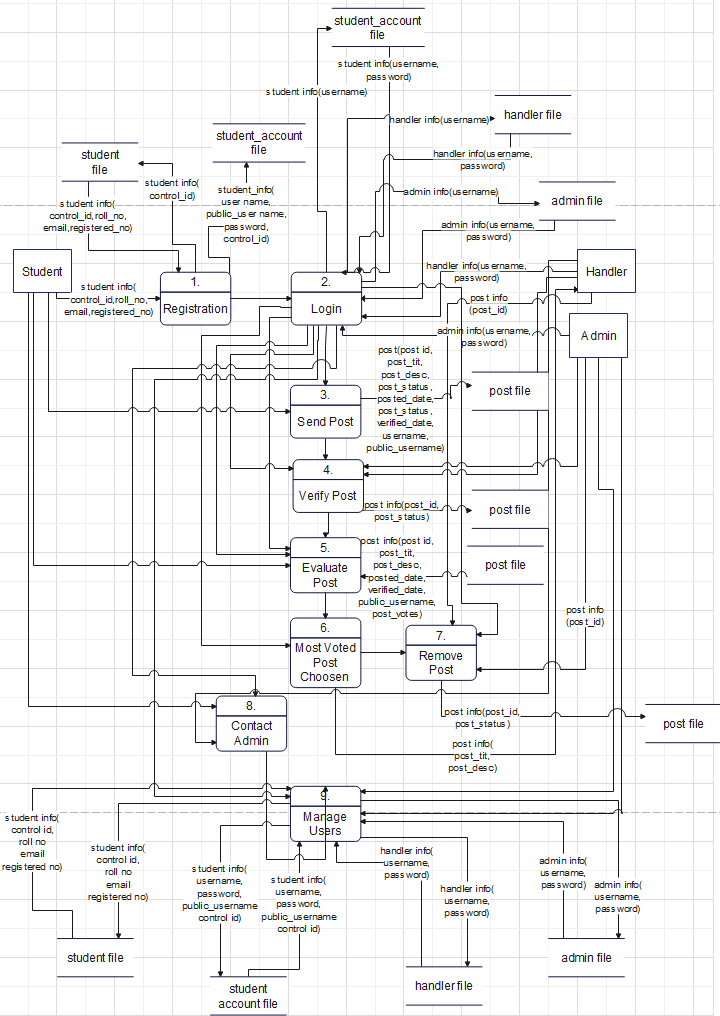 student_account
file
student info(username,
password)
student info(username)
handler file
handler info(username)
student_account
file
student
file
handler info(username,
password)
student info(
control_id)
student_info(
user name,
public_user name,
password,
control_id)
admin info(username)
admin file
student info(
control_id,roll_no,
email,registered_no)
admin info(username,
password)
Student
1.
Registration
2.
Login
handler info(username,
password)
Handler
student info(
control_id,roll_no,
email,registered_no)
post info
(post_id)
admin info(username,
password)
Admin
post(post id,
post_tit,
post_desc,
post_status,
posted_date,
post_status,
verified_date,
username,
public_username)
post file
3.
Send Post
4.
Verify Post
post info(post_id,
post_status)
post file
5.
Evaluate
Post
post info(post id,
post_tit,
post_desc,
posted_date,
verified_date,
public_username,
post_votes)
post file
post info
(post_id)
6.
Most Voted
Post
Choosen
7.
Remove
Post
8.
Contact
Admin
post info(post_id,
post_status)
post file
post info(
post_tit,
post_desc)
9.
Manage
Users
student info(
control id,
roll no
email
registered no)
student info(
control id,
roll no
email
registered no)
student info(
username,
password,
public_username
control id)
student info(
username,
password,
public_username
control id)
handler info(
username,
password)
handler info(
username,
password)
admin info(
username,
password)
admin info(
username,
password)
student file
student
account file
handler file
admin file